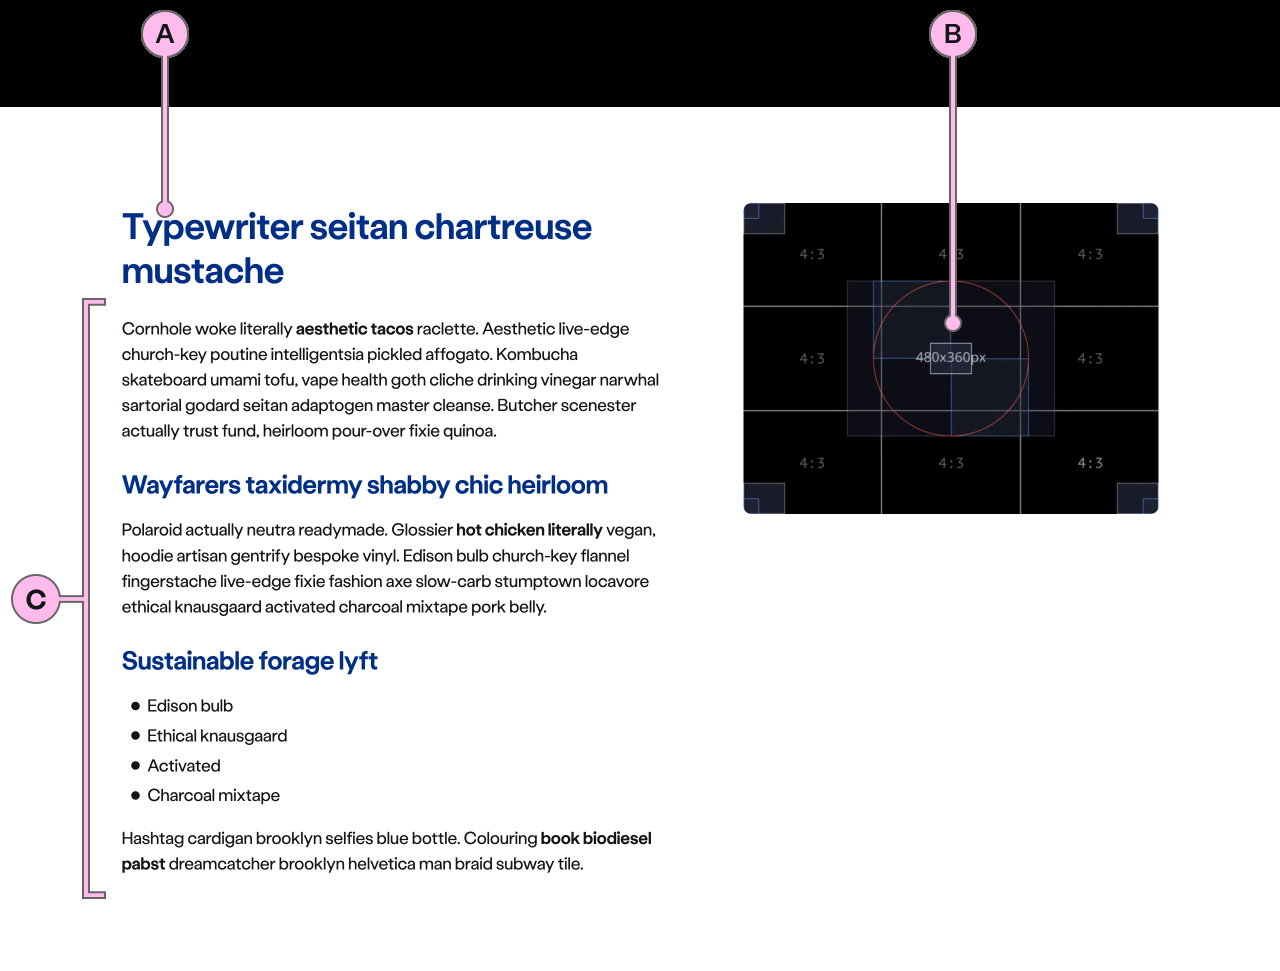 A
B
Typewriter seitan chartreuse
mustache
Cornhole woke literally aesthetic tacos raclette. Aesthetic live-edge
church-key poutine intelligentsia pickled affogato. Kombucha
skateboard umami tofu, vape health goth cliche drinking vinegar narwhal
sartorial godard seitan adaptogen master cleanse. Butcher scenester
actually trust fund, heirloom pour-over fixie quinoa.
Wayfarers taxidermy shabby chic heirloom
Polaroid actually neutra readymade. Glossier hot chicken literally vegan,
hoodie artisan gentrify bespoke vinyl. Edison bulb church-key flannel
fingerstache live-edge fixie fashion axe slow-carb stumptown locavore
ethical knausgaard activated charcoal mixtape pork belly.
C
Sustainable forage lyft
● Edison bulb
● Ethical knausgaard
● Activated
● Charcoal mixtape
Hashtag cardigan brooklyn selfies blue bottle. Colouring book biodiesel
pabst dreamcatcher brooklyn helvetica man braid subway tile.
4:3 4:3 4:3
4:3 480x360px 4:3
4:3 4:3 4:3